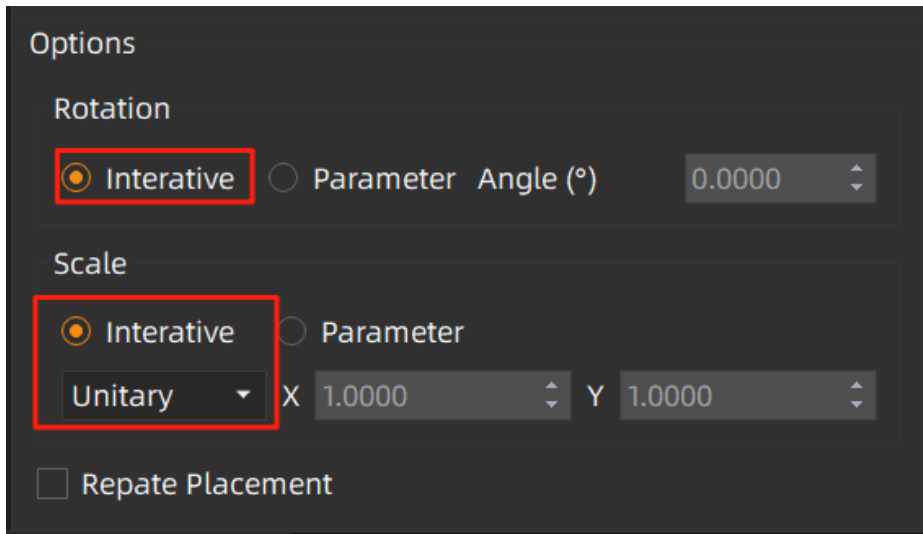 Options
Rotation
Interative Parameter Angle (°) 0.0000
Scale
Interative Parameter
Unitary X 1.0000 Y 1.0000
Repate Placement